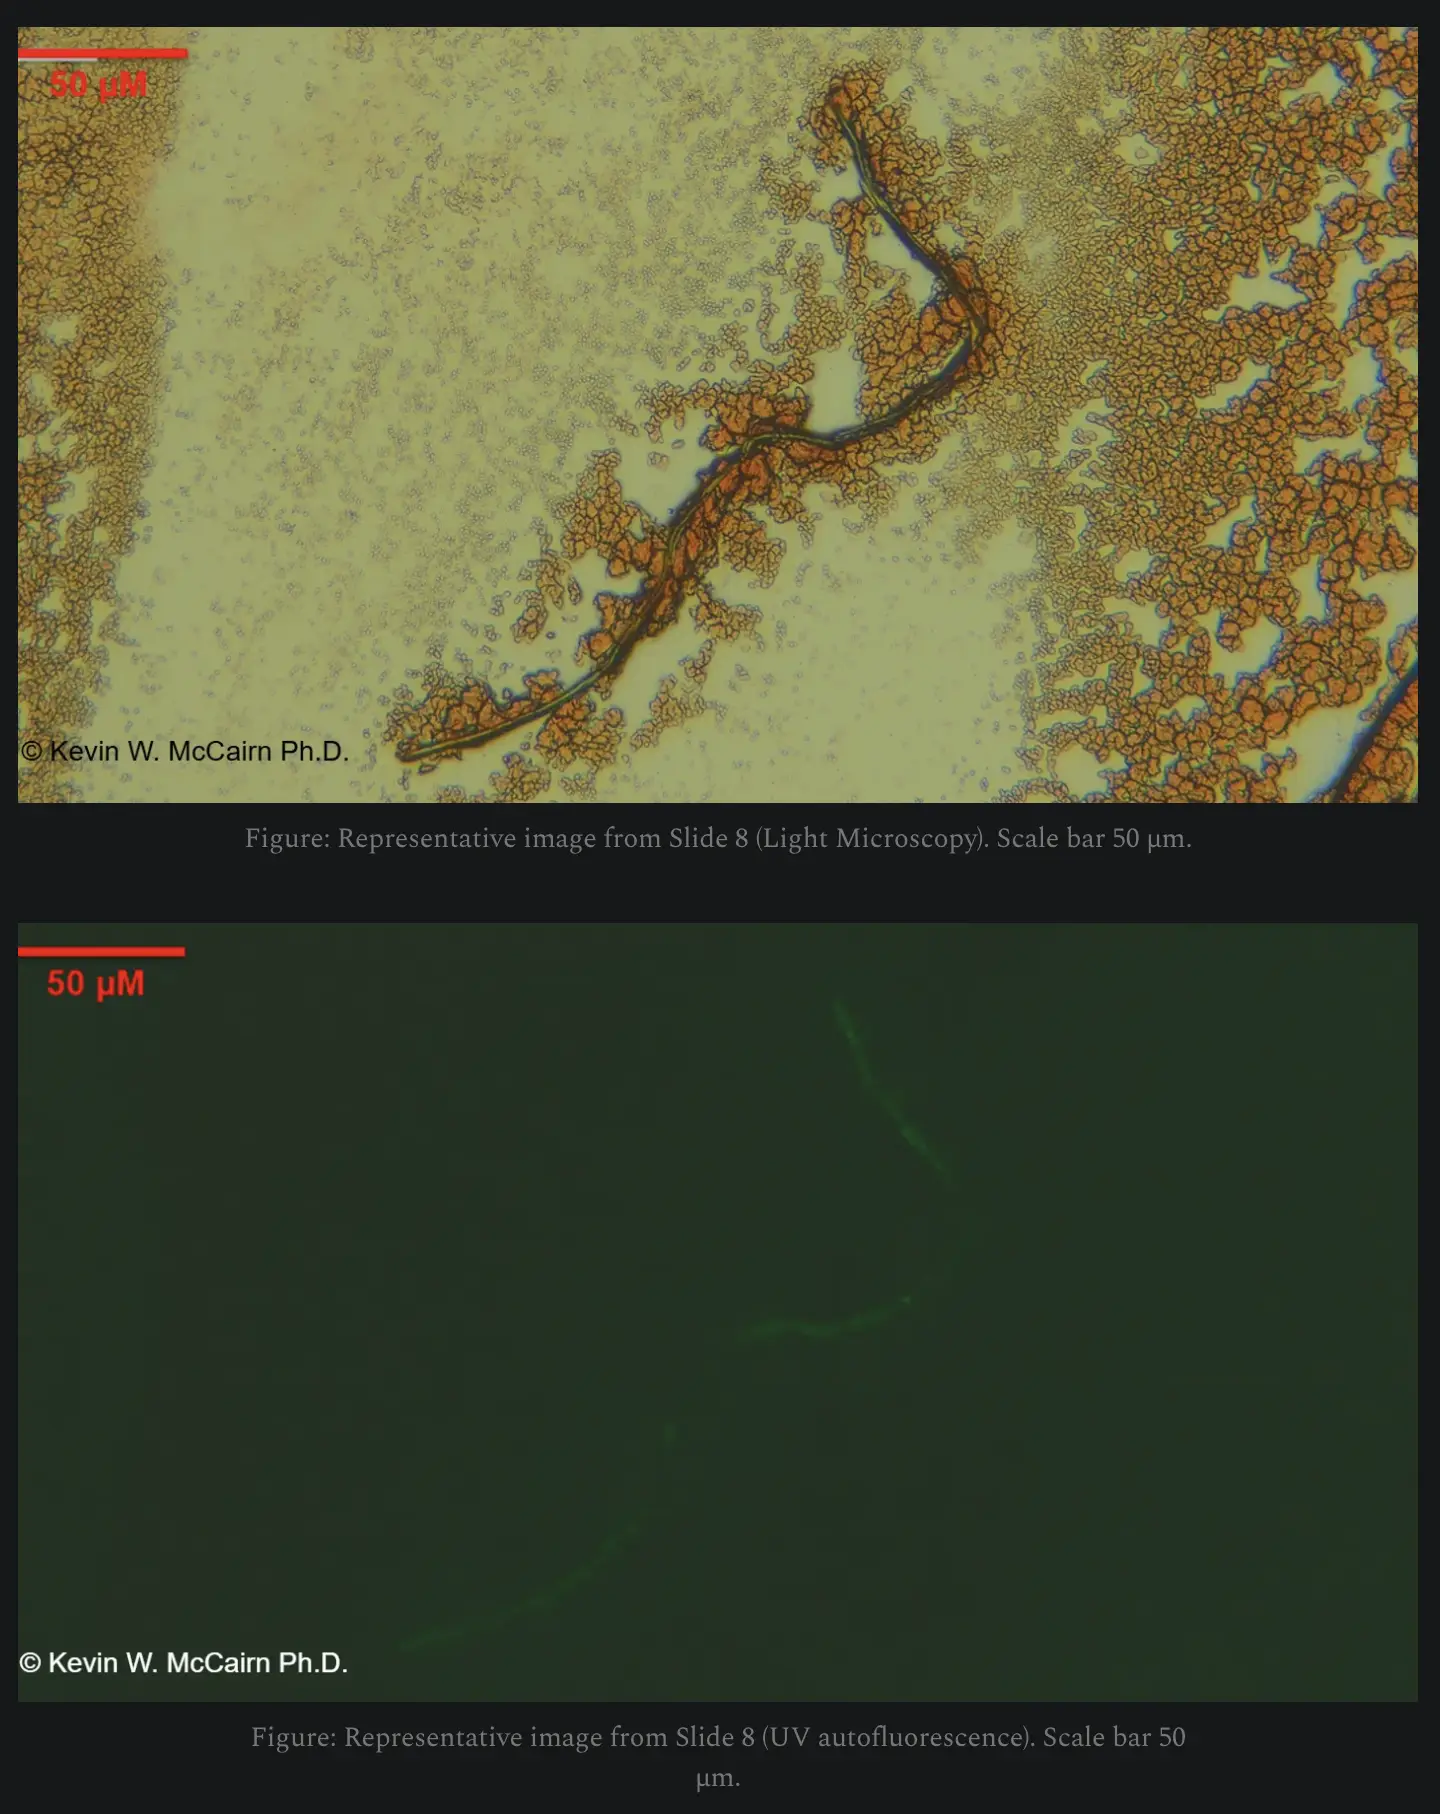 50 µM
© Kevin W. McCairn Ph.D.
Figure: Representative image from Slide 8 (Light Microscopy). Scale bar 50 µm.
50 µM
© Kevin W. McCairn Ph.D.
Figure: Representative image from Slide 8 (UV autofluorescence). Scale bar 50
µm.